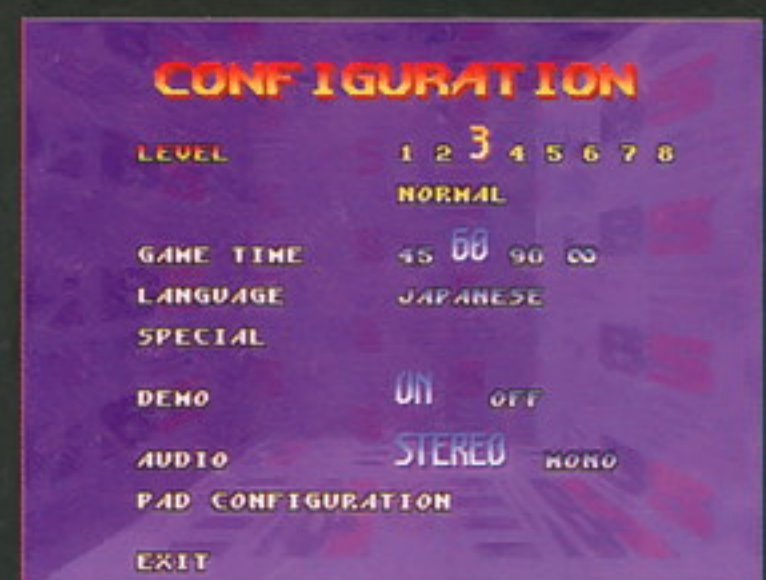 CONFIGURATION
LEVEL 1 2 3 4 5 6 7 8
NORMAL
GAME TIME 45 60 90 ∞
LANGUAGE JAPANESE
SPECIAL
DEMO ON OFF
AUDIO STEREO MONO
PAD CONFIGURATION
EXIT